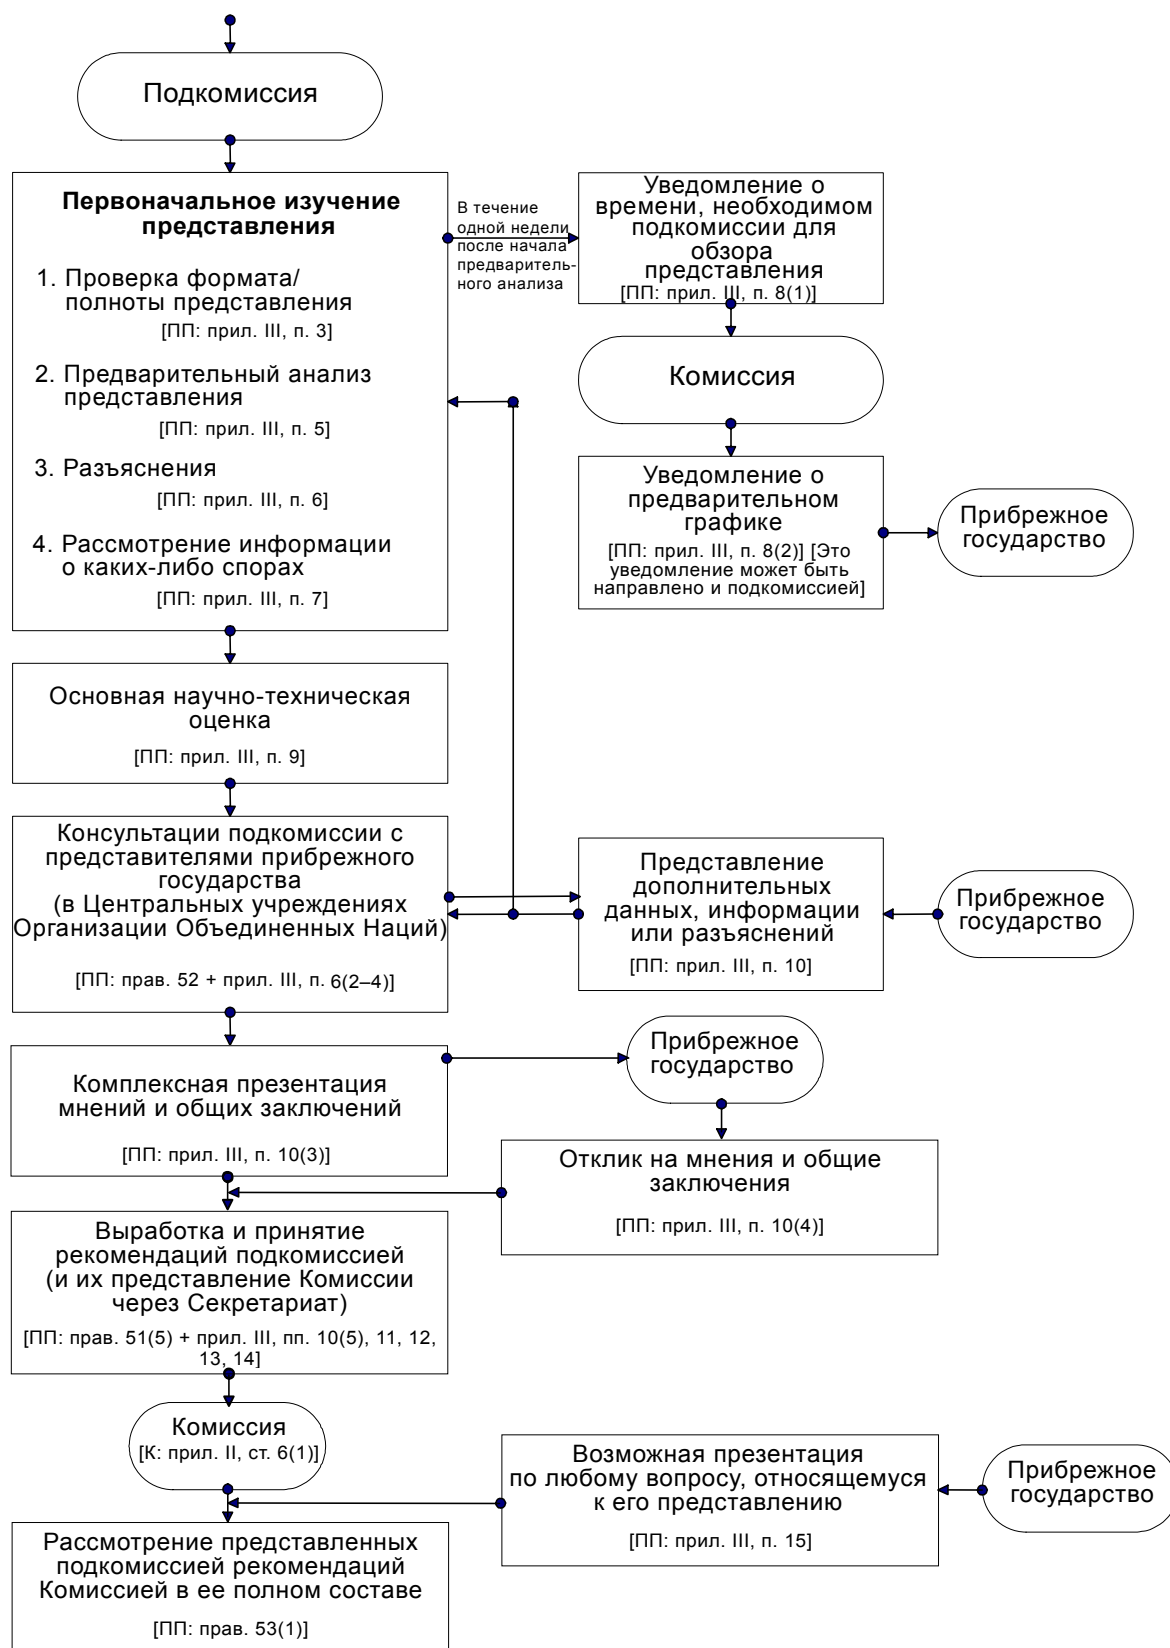 Подкомиссия
Первоначальное изучение
представления
1. Проверка формата/
полноты представления
[ПП: прил. III, п. 3]
2. Предварительный анализ
представления
[ПП: прил. III, п. 5]
3. Разъяснения
[ПП: прил. III, п. 6]
4. Рассмотрение информации
о каких-либо спорах
[ПП: прил. III, п. 7]
В течение
одной недели
после начала
предваритель-
ного анализа
Уведомление о
времени, необходимом
подкомиссии для
обзора
представления
[ПП: прил. III, п. 8(1)]
Комиссия
Уведомление о
предварительном
графике
[ПП: прил. III, п. 8(2)] [Это
уведомление может быть
направлено и подкомиссией]
Прибрежное
государство
Основная научно-техническая
оценка
[ПП: прил. III, п. 9]
Консультации подкомиссии с
представителями прибрежного
государства
(в Центральных учреждениях
Организации Объединенных Наций)
[ПП: прав. 52 + прил. III, п. 6(2–4)]
Представление
дополнительных
данных, информации
или разъяснений
[ПП: прил. III, п. 10]
Прибрежное
государство
Комплексная презентация
мнений и общих заключений
[ПП: прил. III, п. 10(3)]
Прибрежное
государство
Отклик на мнения и общие
заключения
[ПП: прил. III, п. 10(4)]
Выработка и принятие
рекомендаций подкомиссией
(и их представление Комиссии
через Секретариат)
[ПП: прав. 51(5) + прил. III, пп. 10(5), 11, 12,
13, 14]
Комиссия
[К: прил. II, ст. 6(1)]
Возможная презентация
по любому вопросу, относящемуся
к его представлению
[ПП: прил. III, п. 15]
Прибрежное
государство
Рассмотрение представленных
подкомиссией рекомендаций
Комиссией в ее полном составе
[ПП: прав. 53(1)]